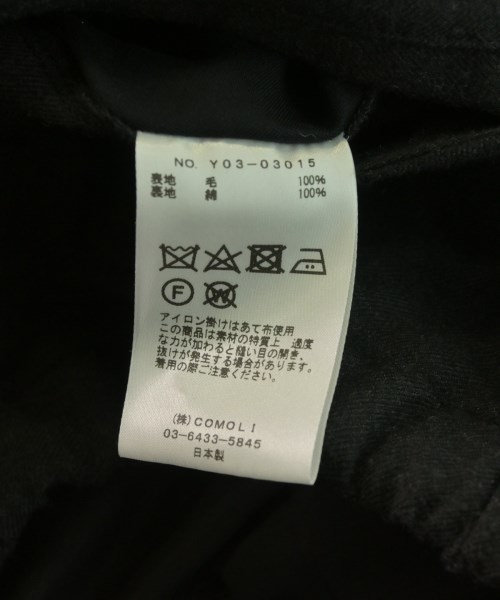 NO. Y03-03015
表地 毛 100%
裏地 綿 100%
F W
アイロン掛けはあて布使用
この商品は素材の特質上 過度
な力が加わると縫い目の開き、
抜けが発生する場合があります。
着用の際ご注意ください。
(株)COMOLI
03-6433-5845
日本製